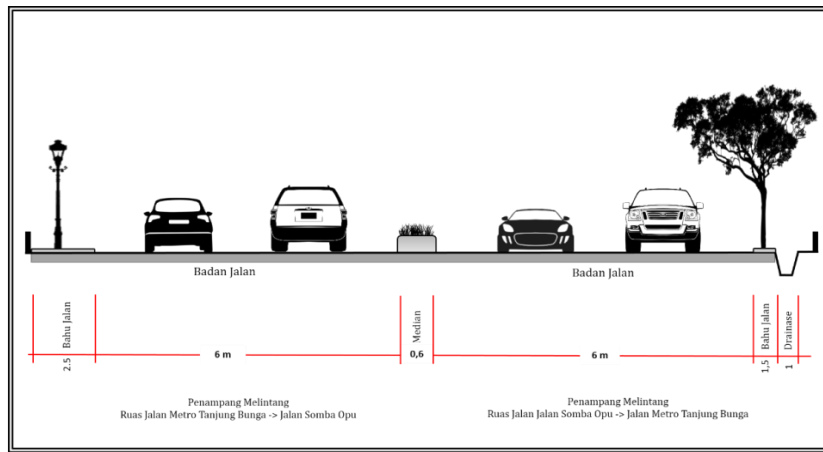 Badan Jalan
Badan Jalan
Bahu Jalan
2.5
6 m
Median
0,6
6 m
Bahu Jalan
1,5
Drainase
1
Penampang Melintang
Ruas Jalan Metro Tanjung Bunga -> Jalan Somba Opu
Penampang Melintang
Ruas Jalan Jalan Somba Opu -> Jalan Metro Tanjung Bunga